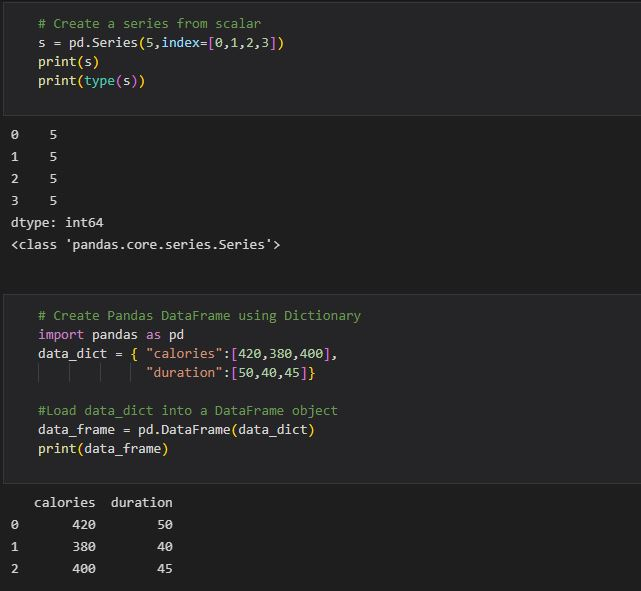 # Create a series from scalar
s = pd.Series(5,index=[0,1,2,3])
print(s)
print(type(s))
0    5
1    5
2    5
3    5
dtype: int64
<class 'pandas.core.series.Series'>
# Create Pandas DataFrame using Dictionary
import pandas as pd
data_dict = { "calories":[420,380,400],
              "duration":[50,40,45]}
#Load data_dict into a DataFrame object
data_frame = pd.DataFrame(data_dict)
print(data_frame)
   calories  duration
0       420        50
1       380        40
2       400        45